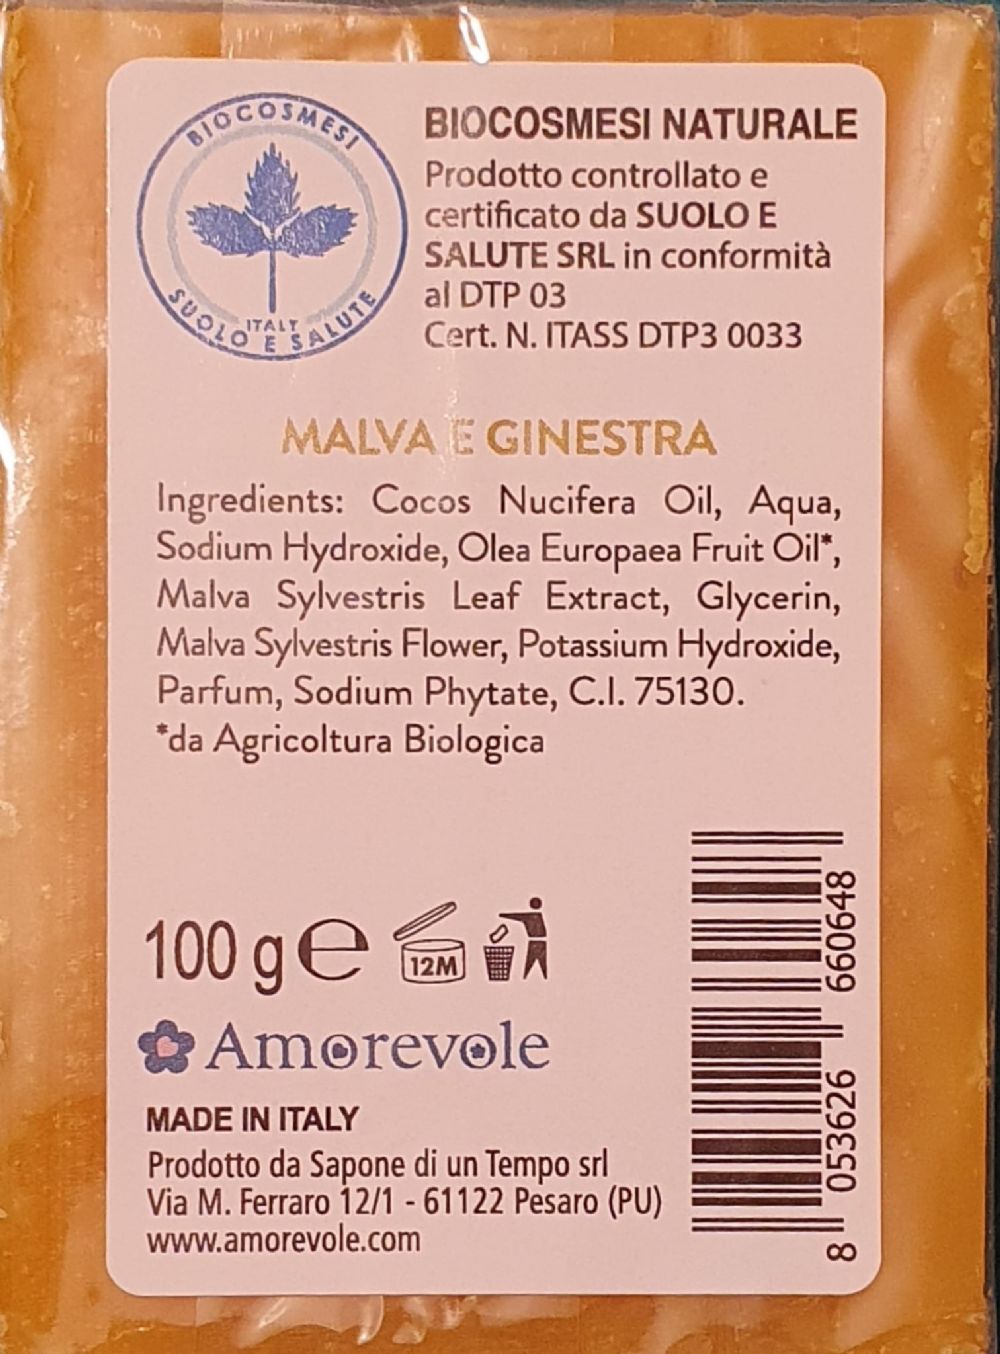 BIOCOSMESI
SUOLO E SALUTE
ITALY
BIOCOSMESI NATURALE
Prodotto controllato e
certificato da SUOLO E
SALUTE SRL in conformità
al DTP 03
Cert. N. ITASS DTP3 0033
MALVA E GINESTRA
Ingredients: Cocos Nucifera Oil, Aqua,
Sodium Hydroxide, Olea Europaea Fruit Oil*,
Malva Sylvestris Leaf Extract, Glycerin,
Malva Sylvestris Flower, Potassium Hydroxide,
Parfum, Sodium Phytate, C.I. 75130.
*da Agricoltura Biologica
100 g e
12M
Amorevole
MADE IN ITALY
Prodotto da Sapone di un Tempo srl
Via M. Ferraro 12/1 - 61122 Pesaro (PU)
www.amorevole.com
8 053626 660648